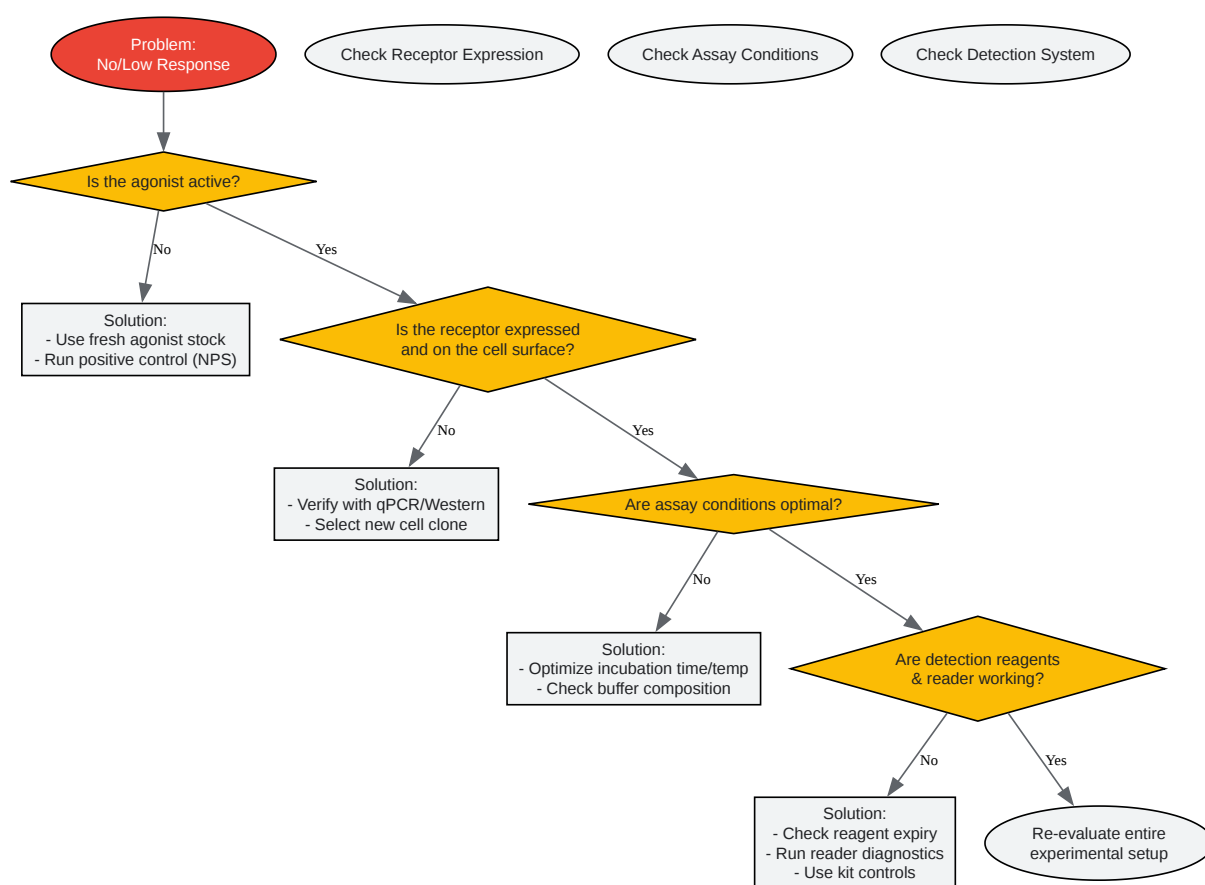 Problem:
No/Low Response
Check Receptor Expression
Check Assay Conditions
Check Detection System
Is the agonist active?
No
Yes
Solution:
- Use fresh agonist stock
- Run positive control (NPS)
Is the receptor expressed
and on the cell surface?
No
Yes
Solution:
- Verify with qPCR/Western
- Select new cell clone
Are assay conditions optimal?
No
Yes
Solution:
- Optimize incubation time/temp
- Check buffer composition
Are detection reagents
& reader working?
No
Yes
Solution:
- Check reagent expiry
- Run reader diagnostics
- Use kit controls
Re-evaluate entire
experimental setup